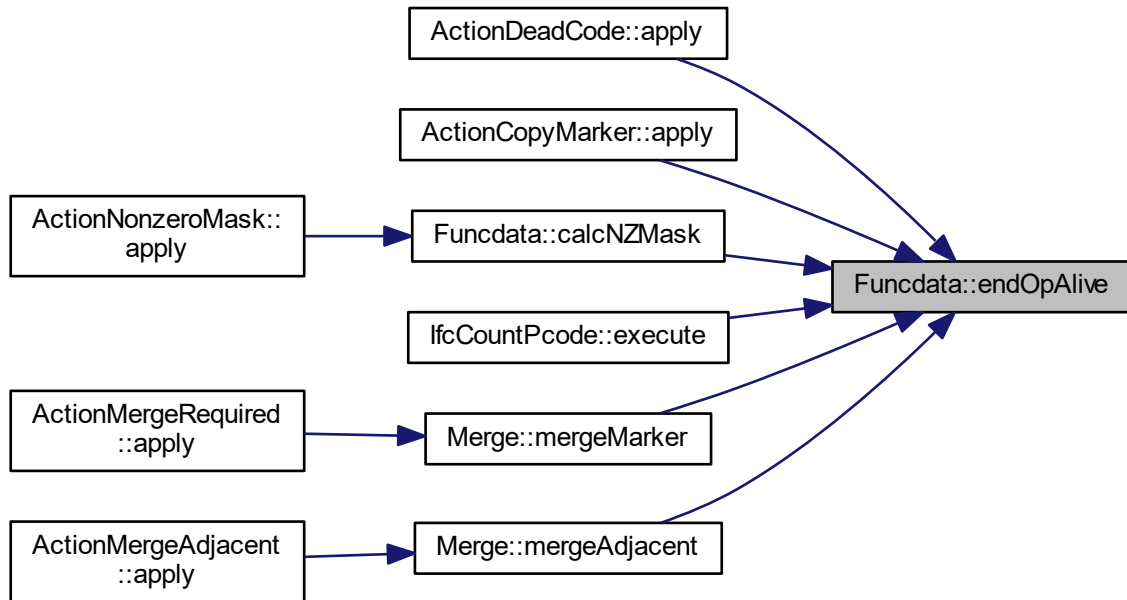 ActionDeadCode::apply
ActionCopyMarker::apply
ActionNonzeroMask::
apply
Funcdata::calcNZMask
Funcdata::endOpAlive
IfcCountPcode::execute
ActionMergeRequired
::apply
Merge::mergeMarker
ActionMergeAdjacent
::apply
Merge::mergeAdjacent